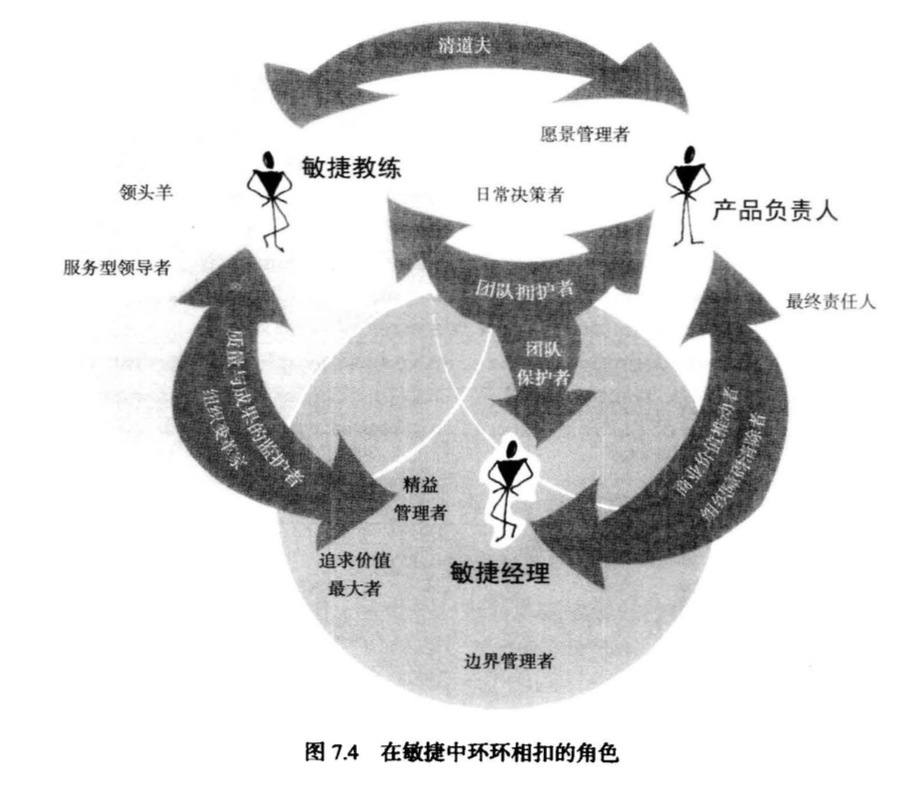 清道夫
愿景管理者
敏捷教练
领头羊
日常决策者
产品负责人
服务型领导者
团队拥护者
最终责任人
质量与成果的监护者
组织变革家
团队
保护者
商业价值推动者
组织障碍清除者
精益
管理者
追求价值
最大者
敏捷经理
边界管理者
图 7.4 在敏捷中环环相扣的角色